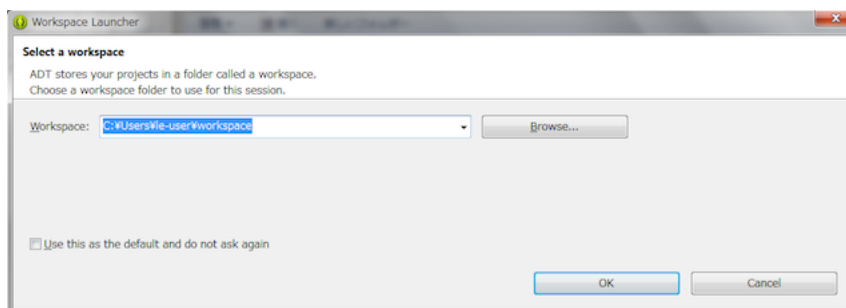 Workspace Launcher
Select a workspace
ADT stores your projects in a folder called a workspace.
Choose a workspace folder to use for this session.
Workspace: C:¥Users¥ie-user¥workspace Browse...
Use this as the default and do not ask again
OK Cancel